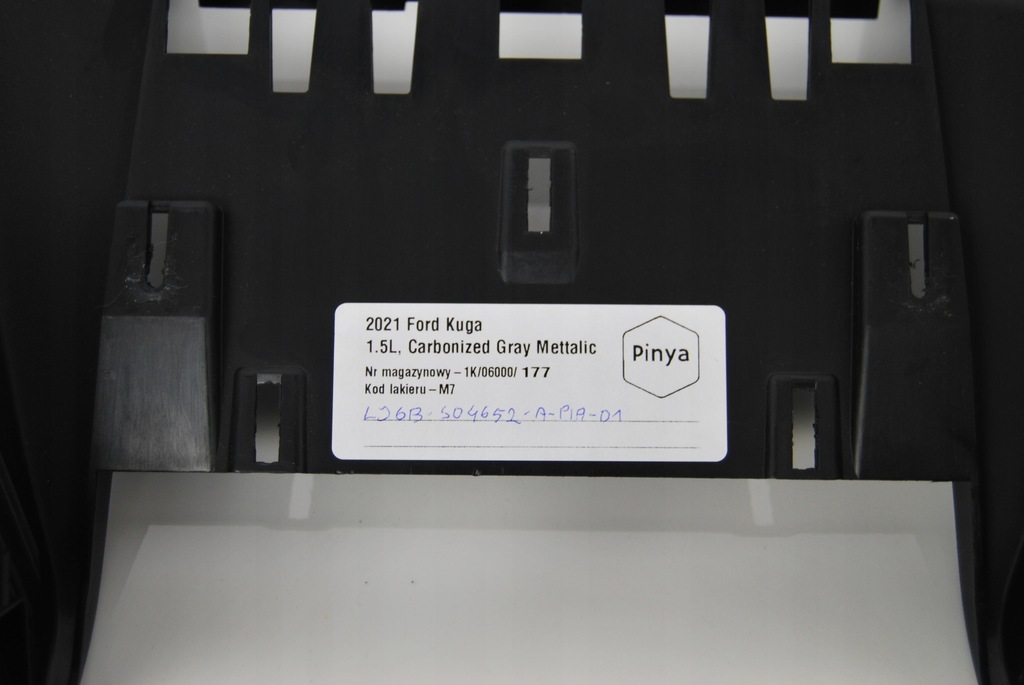 2021 Ford Kuga
1.5L, Carbonized Gray Mettalic
Nr magazynowy – 1K/06000/ 177
Kod lakieru – M7
LJ6B-S04652-A-PIA-D1
Pinya